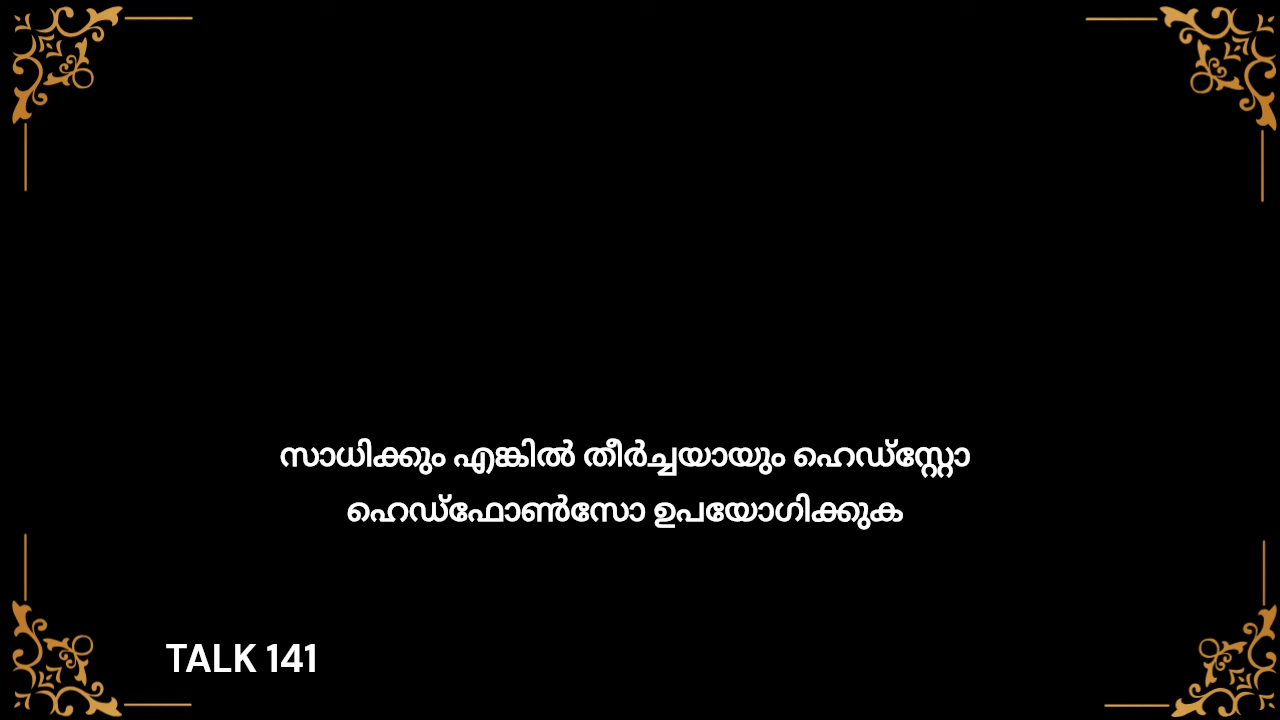 സാധിക്കും എങ്കിൽ തീർച്ചയായും ഹെഡ്സ്റ്റോ
ഹെഡ്ഫോൺസോ ഉപയോഗിക്കുക
TALK 141